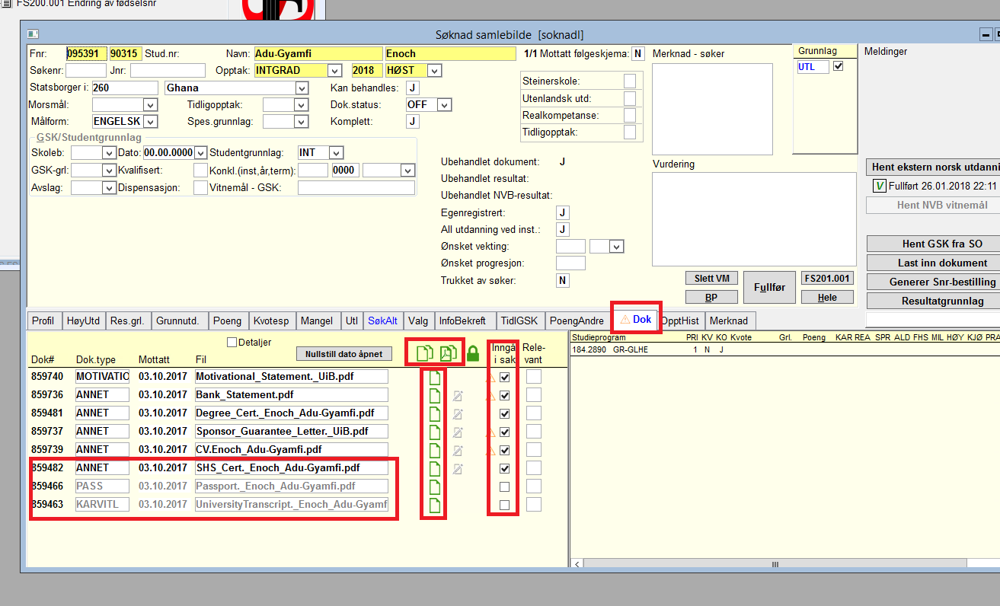 FS200.001 Endring av fødselsnr
Søknad samlebilde [soknadl]
Fnr: 095391 90315 Stud.nr: Navn: Adu-Gyamfi Enoch 1/1 Mottatt følgeskjema: N Merknad - søker Grunnlag Meldinger
Søkenr: Jnr: Opptak: INTGRAD 2018 HØST UTL
Statsborger i: 260 Ghana Kan behandles: J Steinerskole:
Morsmål: Tidligopptak: Dok.status: OFF Utenlandsk utd:
Målform: ENGELSK Spes.grunnlag: Komplett: J Realkompetanse:
Tidligopptak:
GSK/Studentgrunnlag
Skoleb: Dato: 00.00.0000 Studentgrunnlag: INT
GSK-grl: Kvalifisert: Konkl.(inst,år,term): 0000
Avslag: Dispensasjon: Vitnemål - GSK:
Ubehandlet dokument: J Vurdering
Ubehandlet resultat:
Ubehandlet NVB-resultat:
Egenregistrert: J
All utdanning ved inst.: J
Ønsket vekting:
Ønsket progresjon:
Trukket av søker: N
Hent ekstern norsk utdanni
V Fullført 26.01.2018 22:11
Hent NVB vitnemål
Hent GSK fra SO
Last inn dokument
Generer Snr-bestilling
Resultatgrunnlag
Slett VM Fullfør FS201.001
BP Hele
Profil HøyUtd Res.grl. Grunnutd. Poeng Kvotesp Mangel Utl SøkAlt Valg InfoBekreft TidlGSK PoengAndre Dok OpptHist Merknad
Detaljer
Nullstill dato åpnet
Dok# Dok.type Mottatt Fil Inngå i sak Rele-vant
859740 MOTIVATIO 03.10.2017 Motivational_Statement._UiB.pdf
859736 ANNET 03.10.2017 Bank_Statement.pdf
859481 ANNET 03.10.2017 Degree_Cert._Enoch_Adu-Gyamfi.pdf
859737 ANNET 03.10.2017 Sponsor_Guarantee_Letter._UiB.pdf
859739 ANNET 03.10.2017 CV.Enoch_Adu-Gyamfi.pdf
859482 ANNET 03.10.2017 SHS_Cert._Enoch_Adu-Gyamfi.pdf
859466 PASS 03.10.2017 Passport._Enoch_Adu-Gyamfi.pdf
859463 KARVITL 03.10.2017 UniversityTranscript._Enoch_Adu-Gyamf
Studieprogram PRI KV KO Kvote Grl. Poeng KAR REA SPR ALD FHS MIL HØY KJØ PRA
184.2890 GR-GLHE 1 N J